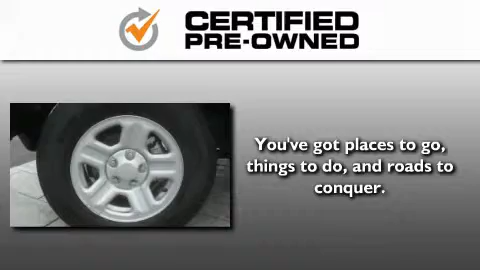 CERTIFIED
PRE-OWNED
You've got places to go,
things to do, and roads to
conquer.